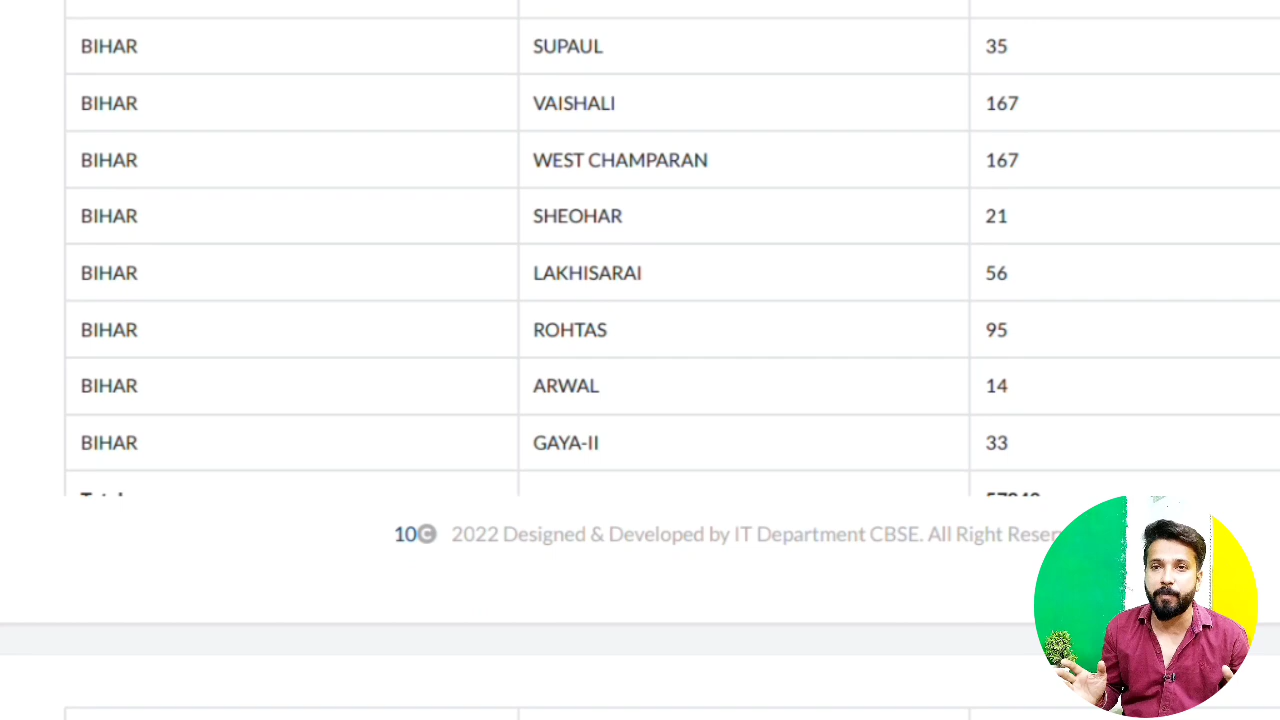 BIHAR SUPAUL 35
BIHAR VAISHALI 167
BIHAR WEST CHAMPARAN 167
BIHAR SHEOHAR 21
BIHAR LAKHISARAI 56
BIHAR ROHTAS 95
BIHAR ARWAL 14
BIHAR GAYA-II 33
10© 2022 Designed & Developed by IT Department CBSE. All Right